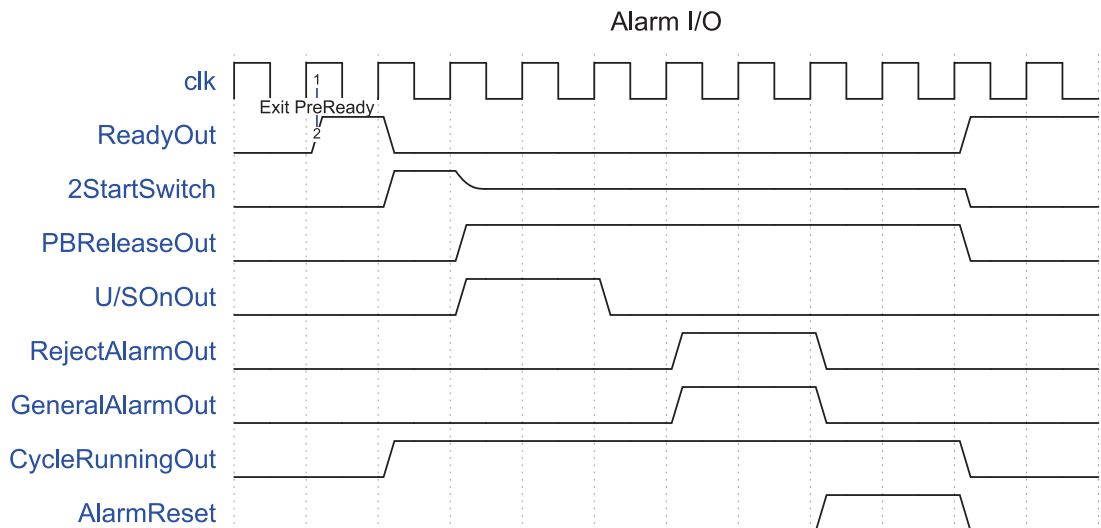 Alarm I/O
clk
1
Exit PreReady
ReadyOut
2
2StartSwitch
PBReleaseOut
U/SOnOut
RejectAlarmOut
GeneralAlarmOut
CycleRunningOut
AlarmReset